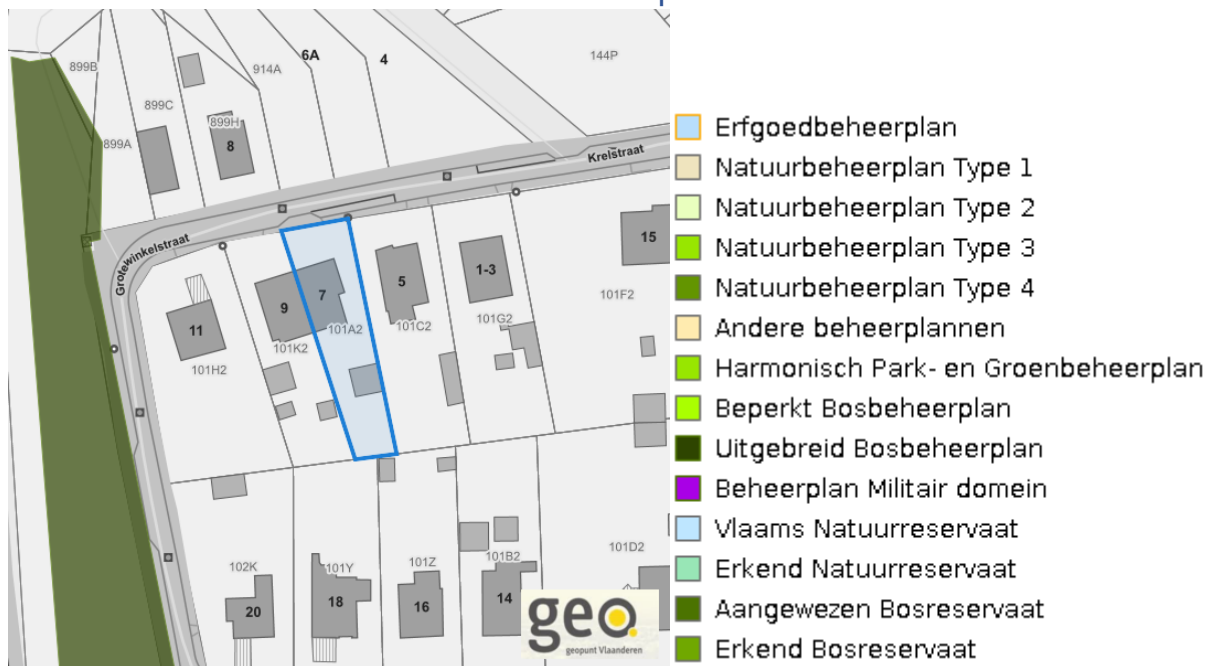 899B
914A
6A
4
144P
899C
899H
899A
8
Krelstraat
Grotewinkelstraat
15
1-3
5
7
9
11
101F2
101G2
101C2
101A2
101K2
101H2
101D2
101B2
101Z
101Y
102K
20
18
16
14
geo
geopunt Vlaanderen
Erfgoedbeheerplan
Natuurbeheerplan Type 1
Natuurbeheerplan Type 2
Natuurbeheerplan Type 3
Natuurbeheerplan Type 4
Andere beheerplannen
Harmonisch Park- en Groenbeheerplan
Beperkt Bosbeheerplan
Uitgebreid Bosbeheerplan
Beheerplan Militair domein
Vlaams Natuurreservaat
Erkend Natuurreservaat
Aangewezen Bosreservaat
Erkend Bosreservaat